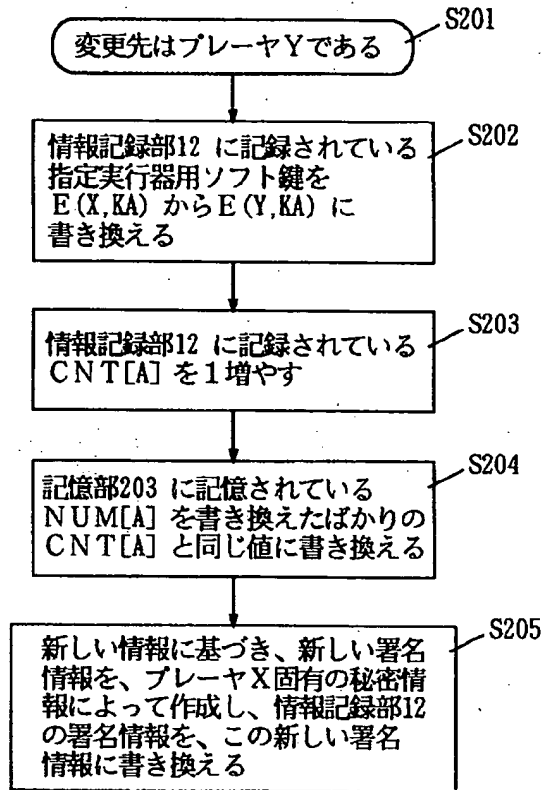 変更先はプレーヤYである
S201
情報記録部12 に記録されている
指定実行器用ソフト鍵を
E(X,KA) からE(Y,KA) に
書き換える
S202
情報記録部12 に記録されている
CNT[A] を1増やす
S203
記憶部203 に記憶されている
NUM[A] を書き換えたばかりの
CNT[A] と同じ値に書き換える
S204
新しい情報に基づき、新しい署名
情報を、プレーヤX固有の秘密情
報によって作成し、情報記録部12
の署名情報を、この新しい署名
情報に書き換える
S205